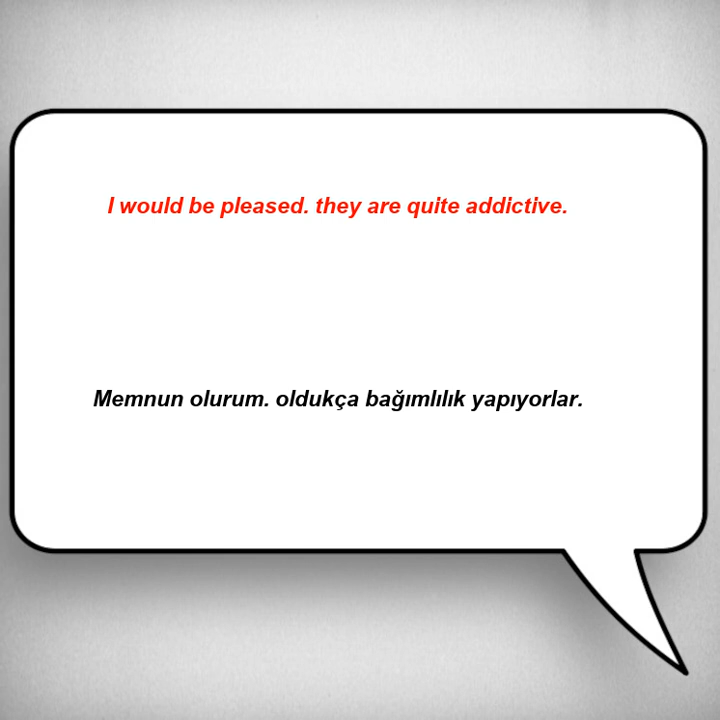 I would be pleased. they are quite addictive.
Memnun olurum. oldukça bağımlılık yapıyorlar.